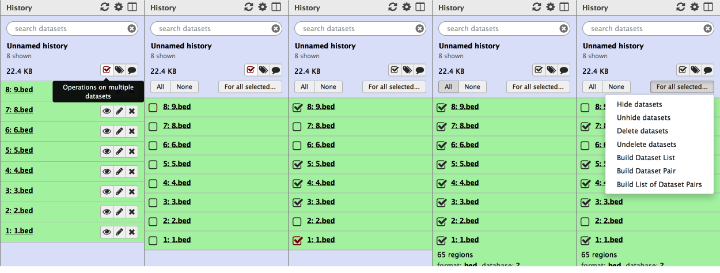 History
search datasets
Unnamed history
8 shown
22.4 KB
Operations on multiple
datasets
8: 9.bed
7: 8.bed
6: 6.bed
5: 5.bed
4: 4.bed
3: 3.bed
2: 2.bed
1: 1.bed
History
search datasets
Unnamed history
8 shown
22.4 KB
All None For all selected...
8: 9.bed
7: 8.bed
6: 6.bed
5: 5.bed
4: 4.bed
3: 3.bed
2: 2.bed
1: 1.bed
History
search datasets
Unnamed history
8 shown
22.4 KB
All None For all selected...
8: 9.bed
7: 8.bed
6: 6.bed
5: 5.bed
4: 4.bed
3: 3.bed
2: 2.bed
1: 1.bed
History
search datasets
Unnamed history
8 shown
22.4 KB
All None For all selected...
8: 9.bed
7: 8.bed
6: 6.bed
5: 5.bed
4: 4.bed
3: 3.bed
2: 2.bed
1: 1.bed
65 regions
format: bed, database: ?
History
search datasets
Unnamed history
8 shown
22.4 KB
All None For all selected...
Hide datasets
Unhide datasets
Delete datasets
Undelete datasets
Build Dataset List
Build Dataset Pair
Build List of Dataset Pairs
8:
7: 8.bed
6: 6.bed
5: 5.bed
4: 4.bed
3: 3.bed
2: 2.bed
1: 1.bed
65 regions
format: bed, database: ?